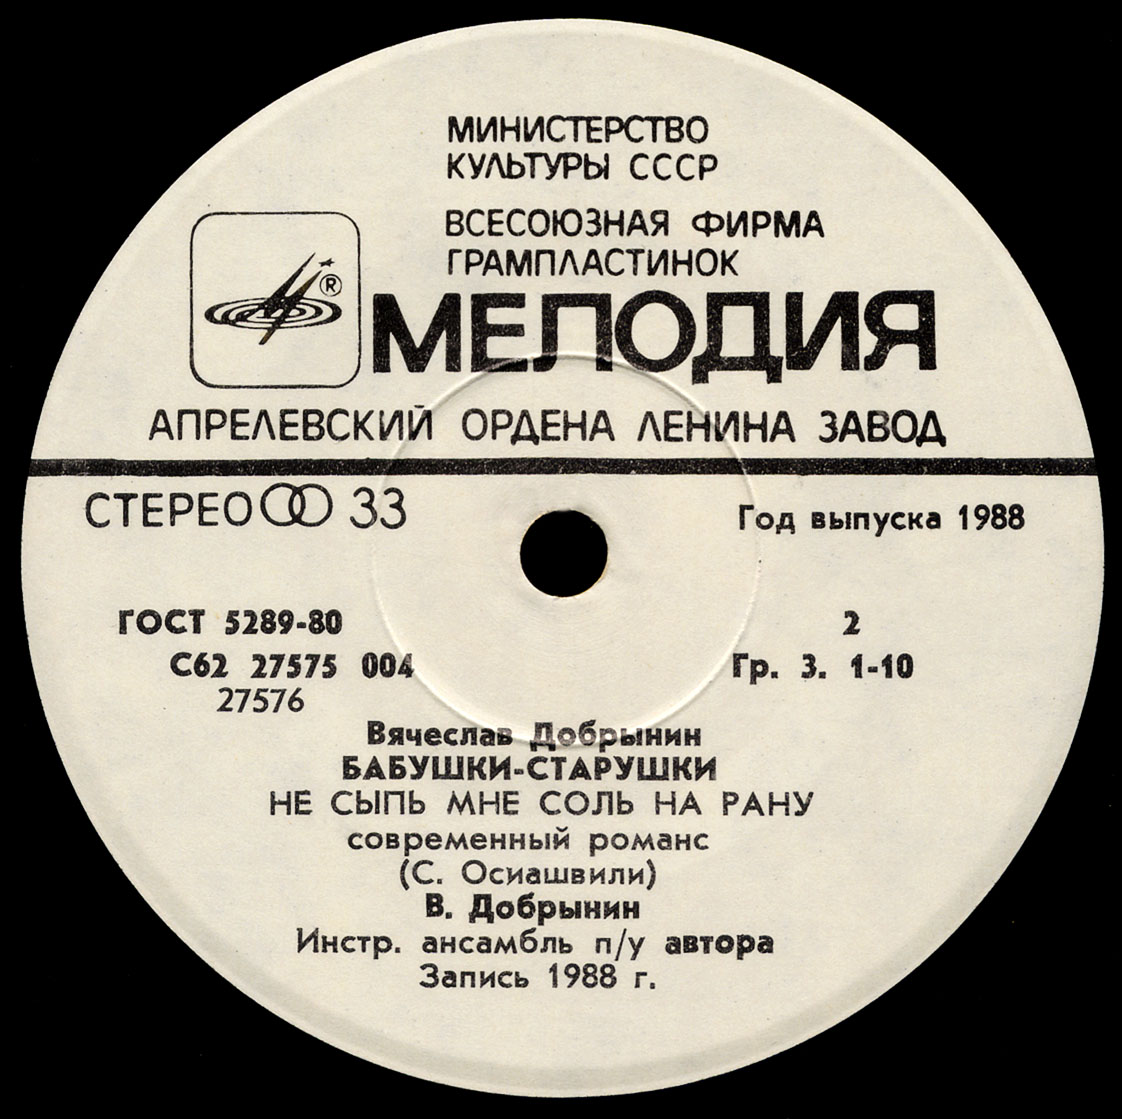 МИНИСТЕРСТВО
КУЛЬТУРЫ СССР
ВСЕСОЮЗНАЯ ФИРМА
ГРАМПЛАСТИНОК
®
МЕЛОДИЯ
АПРЕЛЕВСКИЙ ОРДЕНА ЛЕНИНА ЗАВОД
СТЕРЕО 33
Год выпуска 1988
ГОСТ 5289-80
2
С62 27575 004
Гр. 3. 1-10
27576
Вячеслав Добрынин
БАБУШКИ-СТАРУШКИ
НЕ СЫПЬ МНЕ СОЛЬ НА РАНУ
современный романс
(С. Осиашвили)
В. Добрынин
Инстр. ансамбль п/у автора
Запись 1988 г.